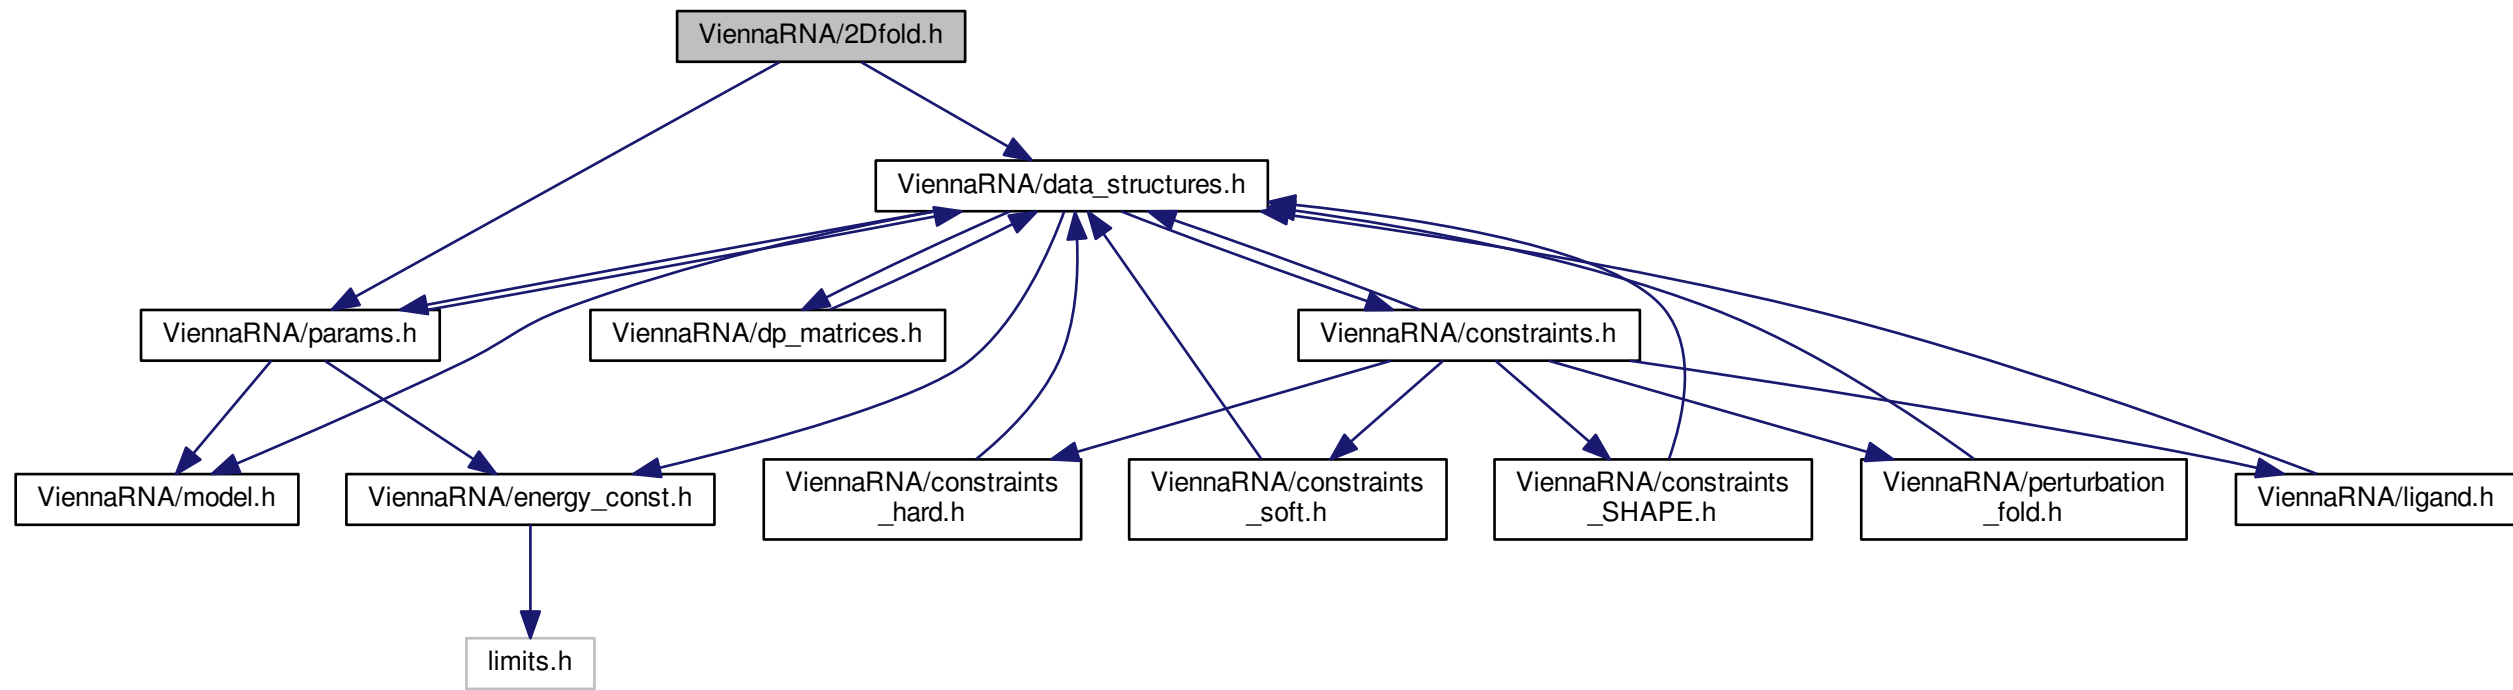 ViennaRNA/2Dfold.h
ViennaRNA/data_structures.h
ViennaRNA/params.h
ViennaRNA/dp_matrices.h
ViennaRNA/constraints.h
ViennaRNA/model.h
ViennaRNA/energy_const.h
ViennaRNA/constraints
_hard.h
ViennaRNA/constraints
_soft.h
ViennaRNA/constraints
_SHAPE.h
ViennaRNA/perturbation
_fold.h
ViennaRNA/ligand.h
limits.h